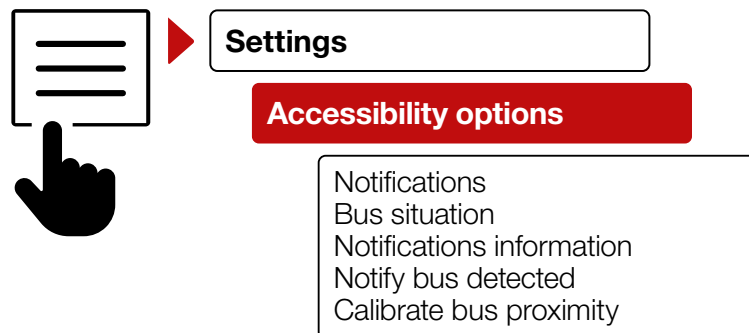 Settings
Accessibility options
Notifications
Bus situation
Notifications information
Notify bus detected
Calibrate bus proximity